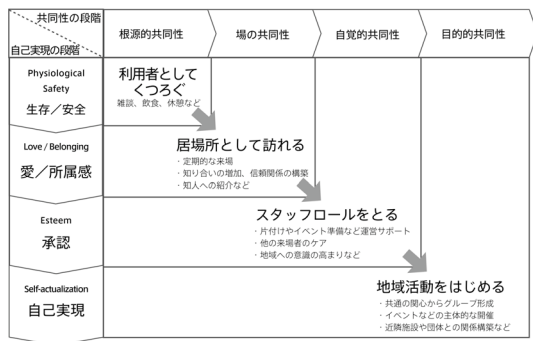 共同性の段階
自己実現の段階
根源的共同性
場の共同性
自覚的共同性
目的的共同性
Physiological
Safety
生存／安全
利用者として
くつろぐ
雑談、飲食、休憩など
Love / Belonging
愛／所属感
居場所として訪れる
・定期的な来場
・知り合いの増加、信頼関係の構築
・知人への紹介など
Esteem
承認
スタッフロールをとる
・片付けやイベント準備など運営サポート
・他の来場者のケア
・地域への意識の高まりなど
Self-actualization
自己実現
地域活動をはじめる
・共通の関心からグループ形成
・イベントなどの主体的な開催
・近隣施設や団体との関係構築など